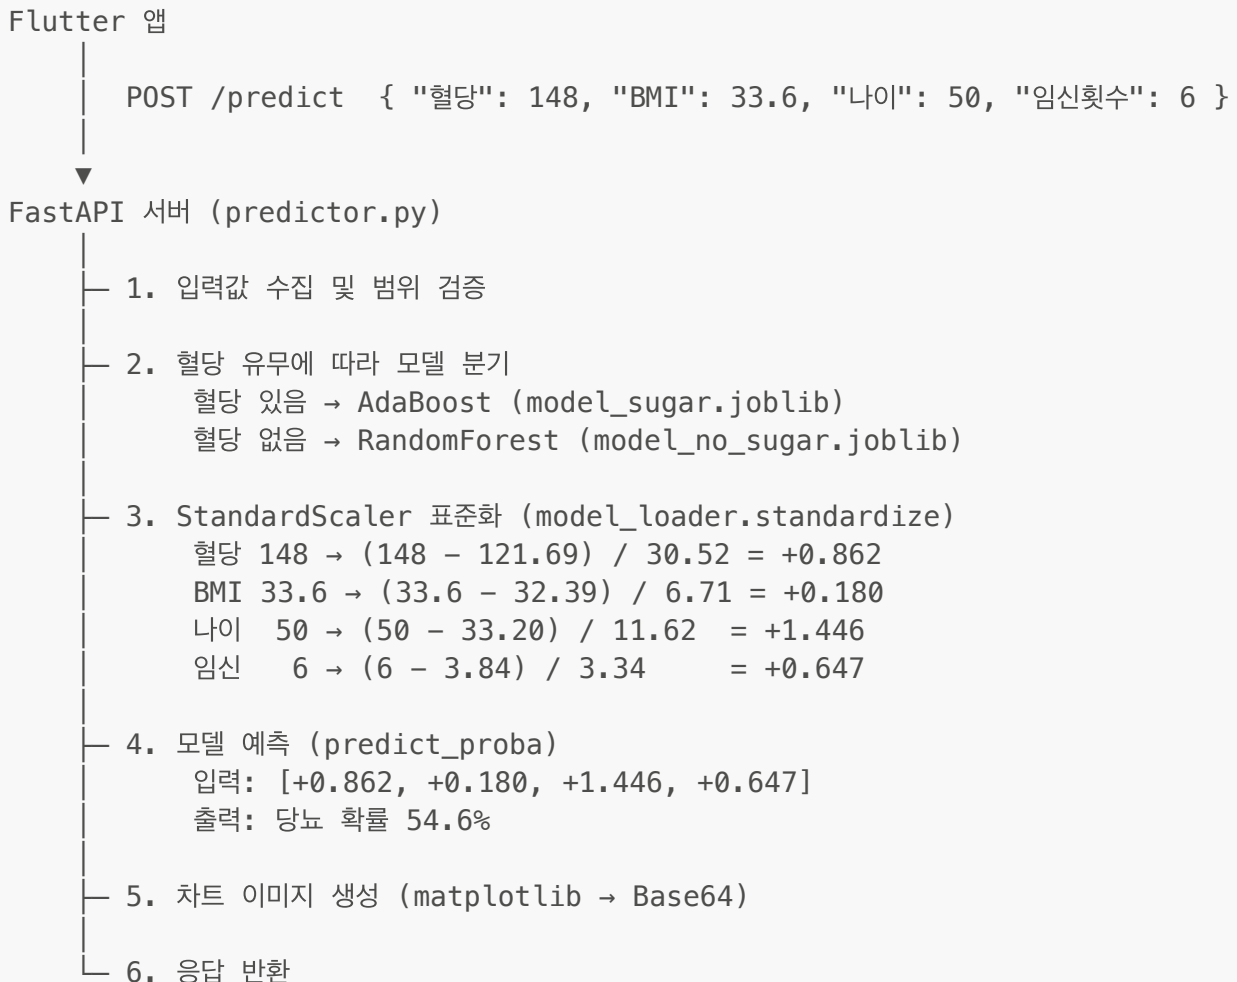 Flutter 앱
│
│  POST /predict  { "혈당": 148, "BMI": 33.6, "나이": 50, "임신횟수": 6 }
│
▼
FastAPI 서버 (predictor.py)
│
├─ 1. 입력값 수집 및 범위 검증
│
├─ 2. 혈당 유무에 따라 모델 분기
│      혈당 있음 → AdaBoost (model_sugar.joblib)
│      혈당 없음 → RandomForest (model_no_sugar.joblib)
│
├─ 3. StandardScaler 표준화 (model_loader.standardize)
│      혈당 148 → (148 − 121.69) / 30.52 = +0.862
│      BMI 33.6 → (33.6 − 32.39) / 6.71 = +0.180
│      나이  50 → (50 − 33.20) / 11.62  = +1.446
│      임신   6 → (6 − 3.84) / 3.34     = +0.647
│
├─ 4. 모델 예측 (predict_proba)
│      입력: [+0.862, +0.180, +1.446, +0.647]
│      출력: 당뇨 확률 54.6%
│
├─ 5. 차트 이미지 생성 (matplotlib → Base64)
│
└─ 6. 응답 반환